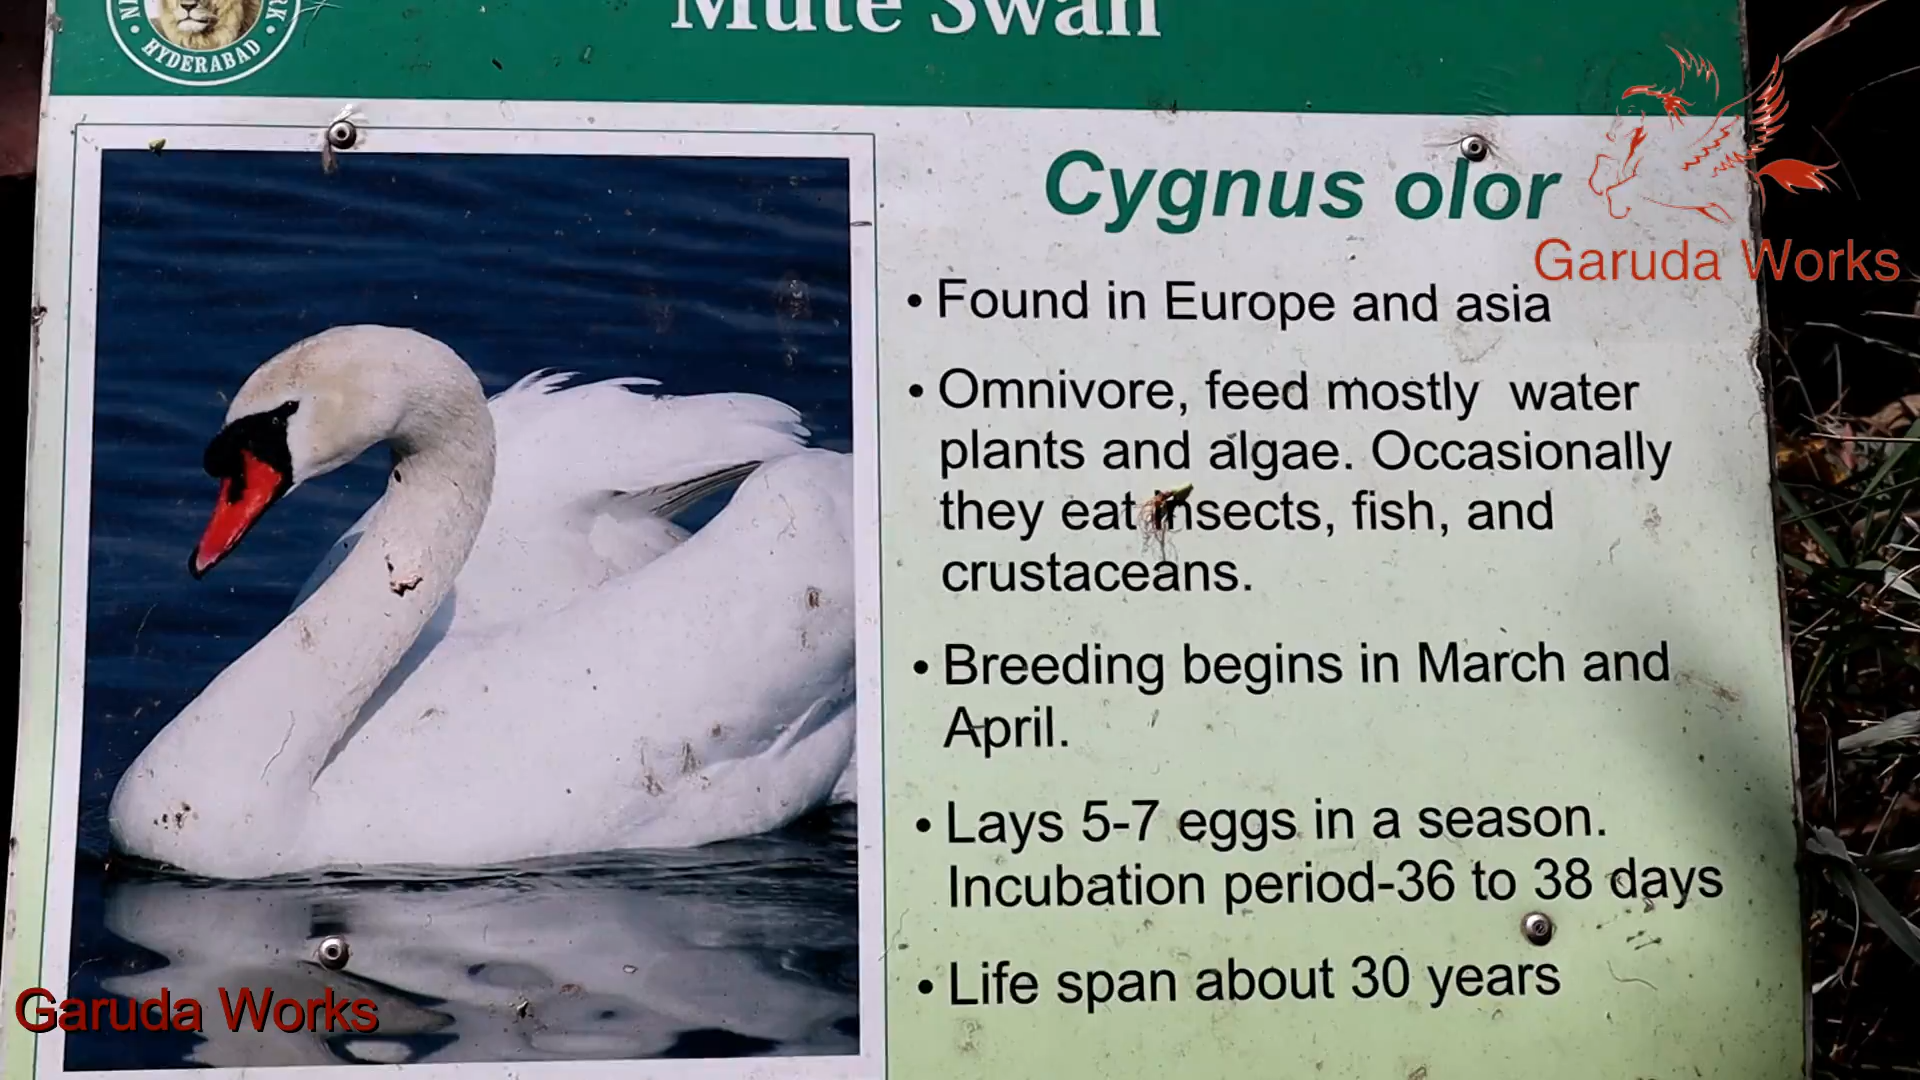 HYDERABAD
Mute Swan
Cygnus olor
Garuda Works
• Found in Europe and asia
• Omnivore, feed mostly water
plants and algae. Occasionally
they eat insects, fish, and
crustaceans.
• Breeding begins in March and
April.
• Lays 5-7 eggs in a season.
Incubation period-36 to 38 days
• Life span about 30 years
Garuda Works